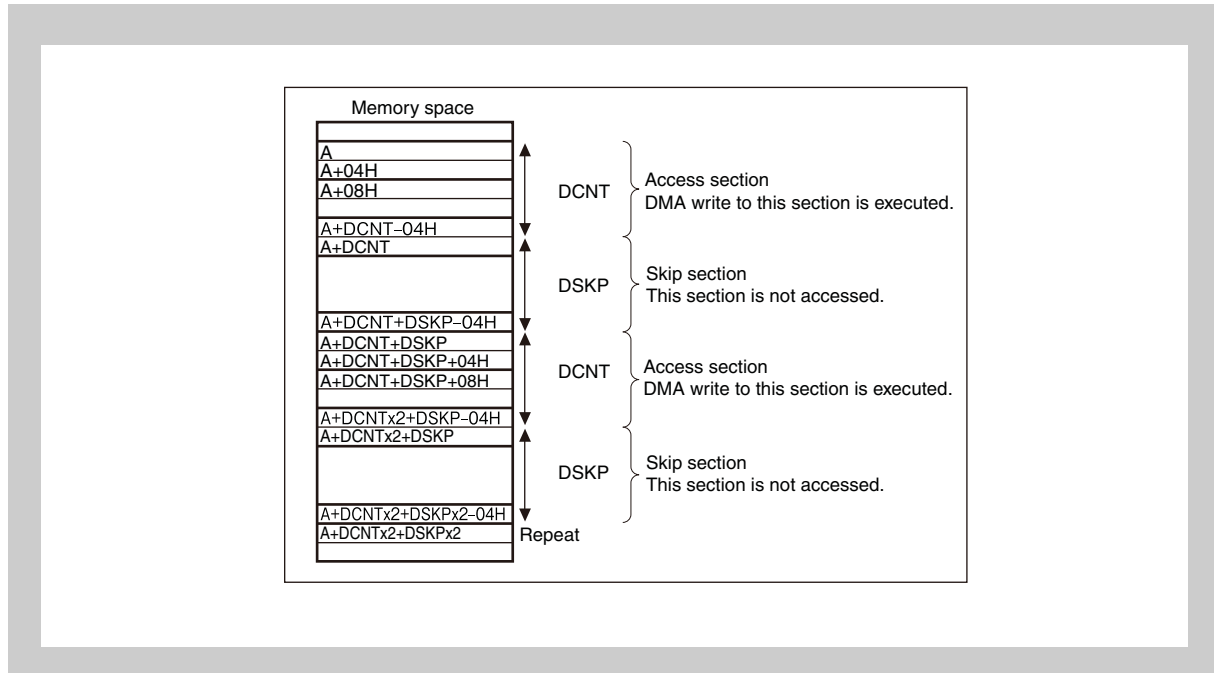 Memory space
A
A+04H
A+08H
A+DCNT–04H
A+DCNT
A+DCNT+DSKP–04H
A+DCNT+DSKP
A+DCNT+DSKP+04H
A+DCNT+DSKP+08H
A+DCNTx2+DSKP–04H
A+DCNTx2+DSKP
A+DCNTx2+DSKPx2–04H
A+DCNTx2+DSKPx2
DCNT
Access section
DMA write to this section is executed.
DSKP
Skip section
This section is not accessed.
DCNT
Access section
DMA write to this section is executed.
DSKP
Skip section
This section is not accessed.
Repeat